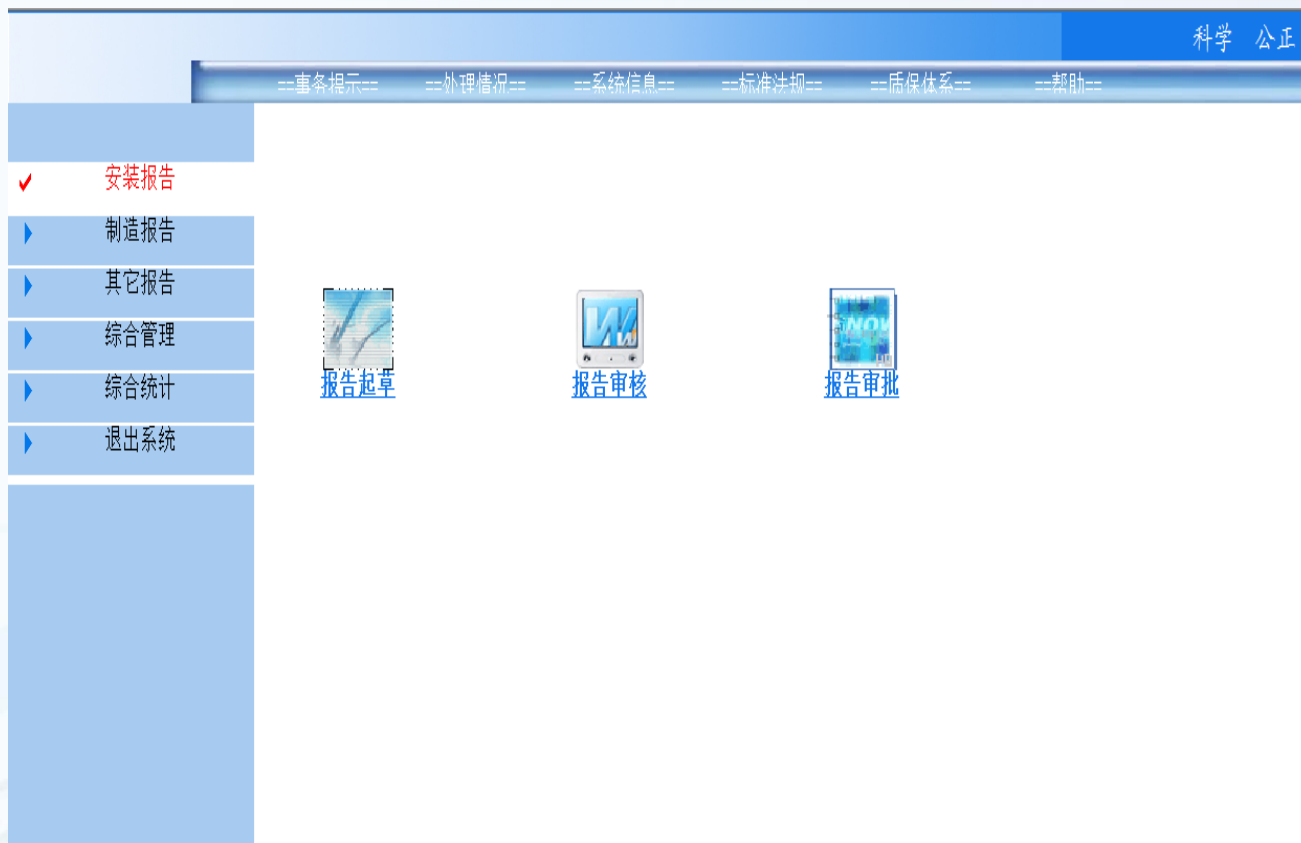 科学 公正
==事务提示== ==处理情况== ==系统信息== ==标准法规== ==质保体系== ==帮助==
安装报告
制造报告
其它报告
综合管理
综合统计
退出系统
报告起草 报告审核 报告审批